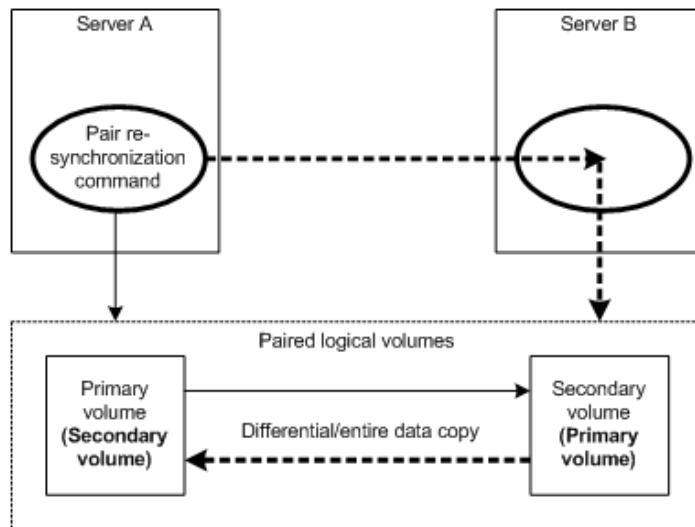 Server A
Server B
Pair re-
synchronization
command
Paired logical volumes
Primary
volume
(Secondary
volume)
Differential/entire data copy
Secondary
volume
(Primary
volume)